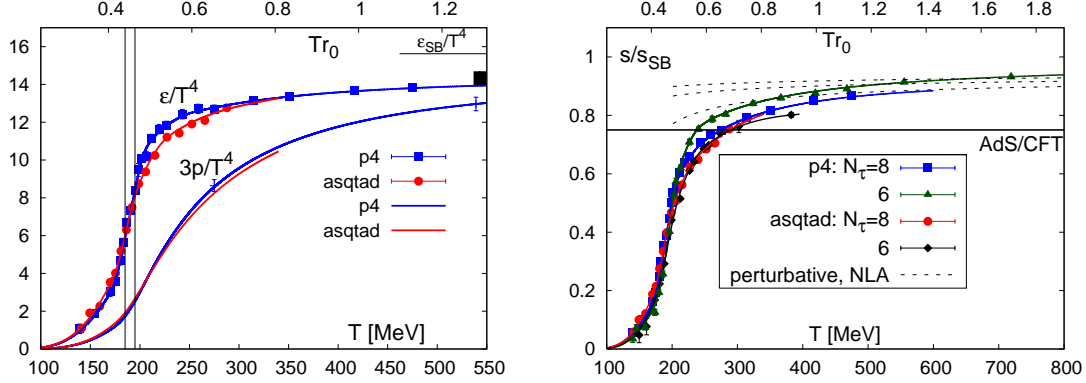 0.4 0.6 0.8 1 1.2
Tr0
εSB/T4
ε/T4
3p/T4
p4
asqtad
p4
asqtad
16
14
12
10
8
6
4
2
0
T [MeV]
100 150 200 250 300 350 400 450 500 550
0.4 0.6 0.8 1 1.2 1.4 1.6 1.8
Tr0
s/sSB
AdS/CFT
p4: Nτ=8
6
asqtad: Nτ=8
6
perturbative, NLA
1
0.8
0.6
0.4
0.2
0
T [MeV]
100 200 300 400 500 600 700 800